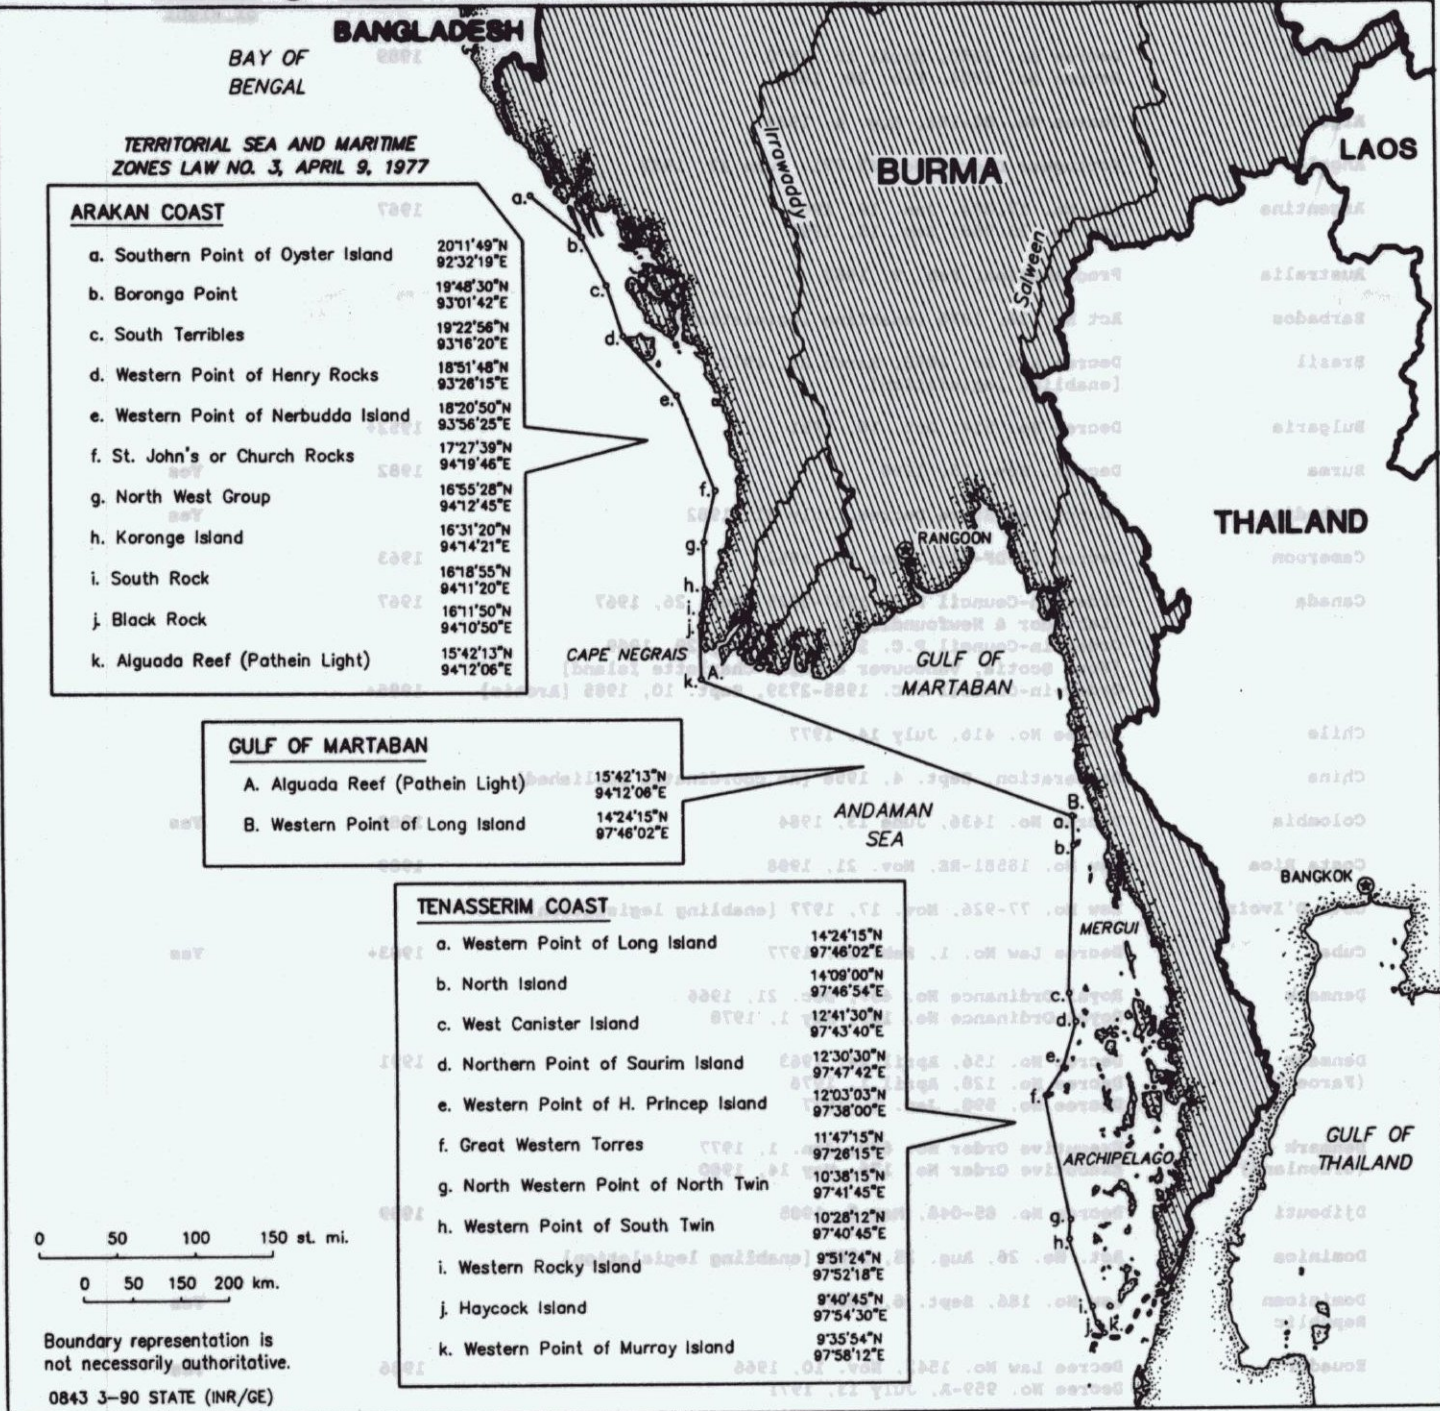 BANGLADESH
BAY OF
BENGAL
TERRITORIAL SEA AND MARITIME
ZONES LAW NO. 3, APRIL 9, 1977
Irrawaddy
BURMA
Salween
LAOS
THAILAND
ARAKAN COAST
a. Southern Point of Oyster Island 20°11'49"N
92°32'19"E
b. Boronga Point 19°48'30"N
93°01'42"E
c. South Terribles 19°22'56"N
93°16'20"E
d. Western Point of Henry Rocks 18°51'48"N
93°26'15"E
e. Western Point of Nerbudda Island 18°20'50"N
93°56'25"E
f. St. John's or Church Rocks 17°27'39"N
94°19'46"E
g. North West Group 16°55'28"N
94°12'45"E
h. Koronge Island 16°31'20"N
94°14'21"E
i. South Rock 16°18'55"N
94°11'20"E
j. Black Rock 16°11'50"N
94°10'50"E
k. Alguada Reef (Pathein Light) 15°42'13"N
94°12'06"E
a.
b.
c.
d.
e.
f.
g.
h.
i.
j.
k. A.
RANGOON
CAPE NEGRAIS
GULF OF
MARTABAN
GULF OF MARTABAN
A. Alguada Reef (Pathein Light) 15°42'13"N
94°12'06"E
B. Western Point of Long Island 14°24'15"N
97°46'02"E
ANDAMAN
SEA
B.
a.
b.
BANGKOK
MERGUI
c.
d.
e.
f.
ARCHIPELAGO
g.
h.
i.
j. k.
GULF OF
THAILAND
TENASSERIM COAST
a. Western Point of Long Island 14°24'15"N
97°46'02"E
b. North Island 14°09'00"N
97°46'54"E
c. West Canister Island 12°41'30"N
97°43'40"E
d. Northern Point of Saurim Island 12°30'30"N
97°47'42"E
e. Western Point of H. Princep Island 12°03'03"N
97°38'00"E
f. Great Western Torres 11°47'15"N
97°26'15"E
g. North Western Point of North Twin 10°38'15"N
97°41'45"E
h. Western Point of South Twin 10°28'12"N
97°40'45"E
i. Western Rocky Island 9°51'24"N
97°52'18"E
j. Haycock Island 9°40'45"N
97°54'30"E
k. Western Point of Murray Island 9°35'54"N
97°58'12"E
0 50 100 150 st. mi.
0 50 150 200 km.
Boundary representation is
not necessarily authoritative.
0843 3-90 STATE (INR/GE)